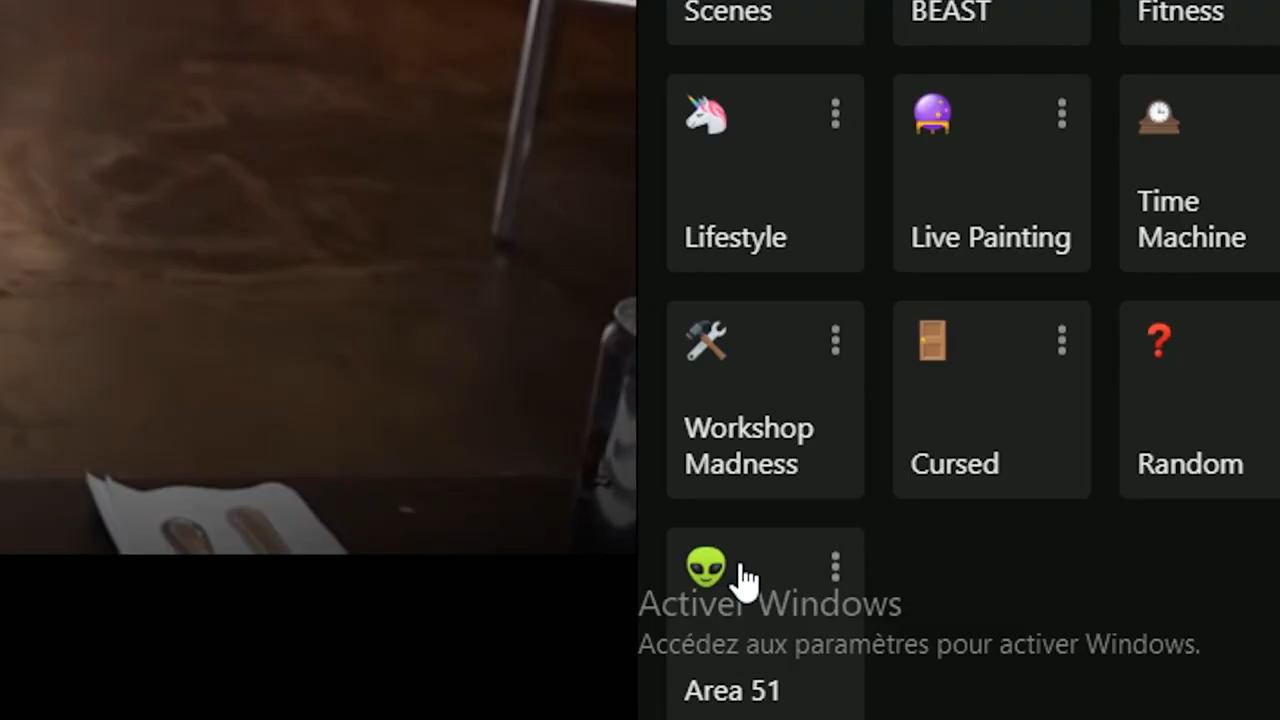 Scenes
BEAST
Fitness
Lifestyle
Live Painting
Time
Machine
Workshop
Madness
Cursed
Random
Activer Windows
Accédez aux paramètres pour activer Windows.
Area 51